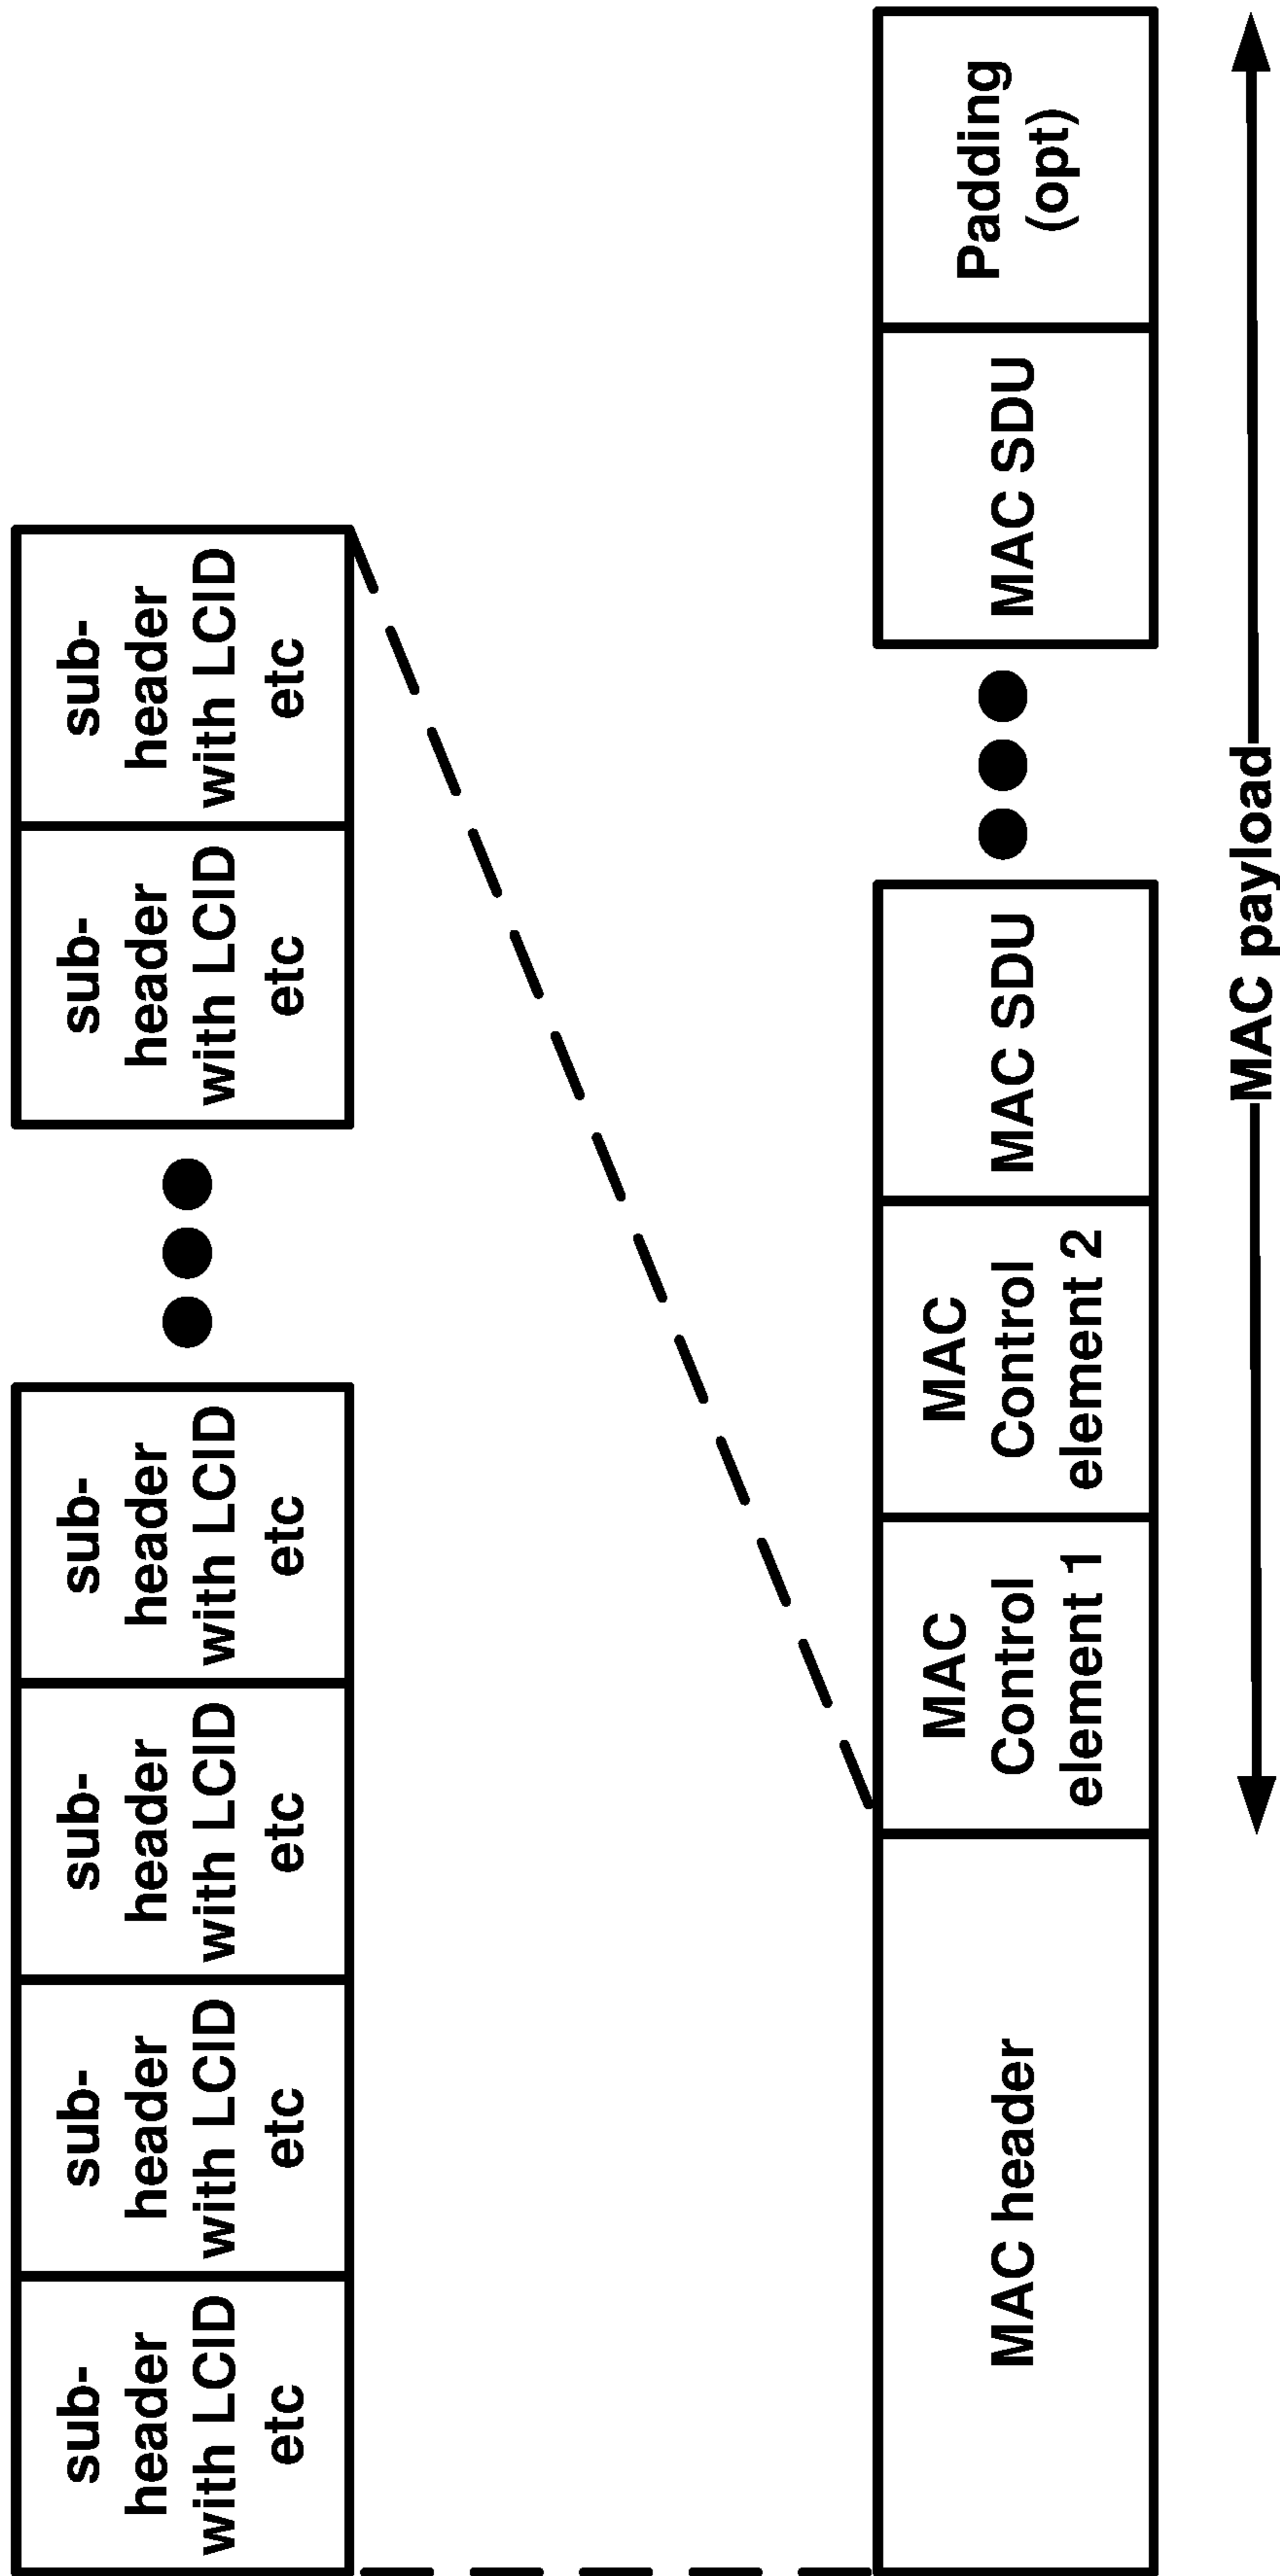 sub-
header
with LCID
etc
sub-
header
with LCID
etc
sub-
header
with LCID
etc
sub-
header
with LCID
etc
sub-
header
with LCID
etc
sub-
header
with LCID
etc
MAC header
MAC
Control
element 1
MAC
Control
element 2
MAC SDU
MAC SDU
Padding
(opt)
MAC payload